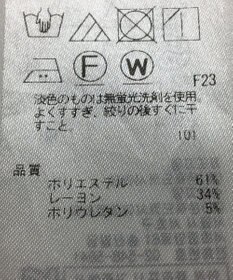 F W
F23
淡色のものは無蛍光洗剤を使用。
よくすすぎ、絞りの後すぐに干
すこと。
(U)
品質
ポリエステル 61%
レーヨン 34%
ポリウレタン 5%